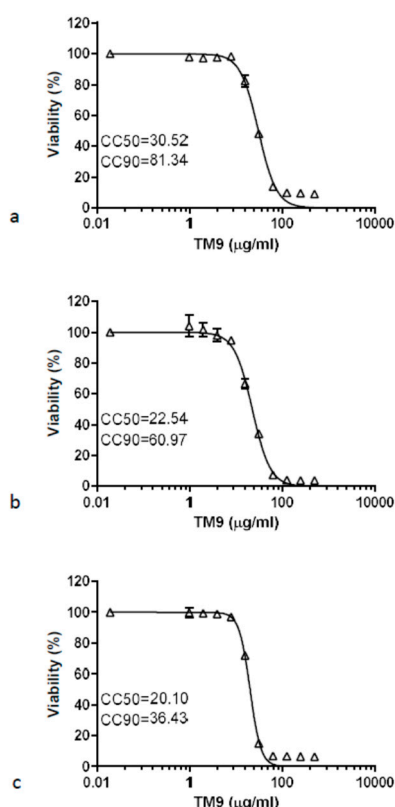 120
100
80
60
40
20
0
Viability (%)
CC50=30.52
CC90=81.34
0.01 1 100 10000
TM9 (µg/ml)
a
120
100
80
60
40
20
0
Viability (%)
CC50=22.54
CC90=60.97
0.01 1 100 10000
TM9 (µg/ml)
b
120
100
80
60
40
20
0
Viability (%)
CC50=20.10
CC90=36.43
0.01 1 100 10000
TM9 (µg/ml)
c